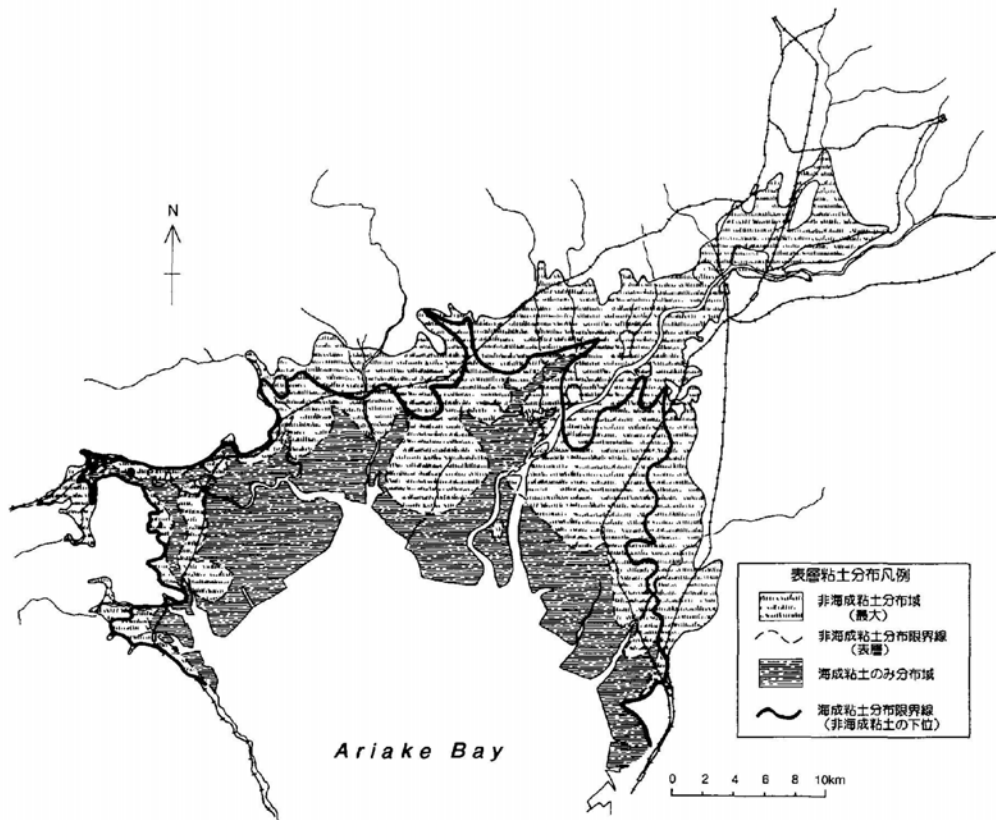 N
表層粘土分布凡例
非海成粘土分布域
(最大)
非海成粘土分布限界線
(表層)
海成粘土のみ分布域
海成粘土分布限界線
(非海成粘土の下位)
Ariake Bay
0 2 4 6 8 10km